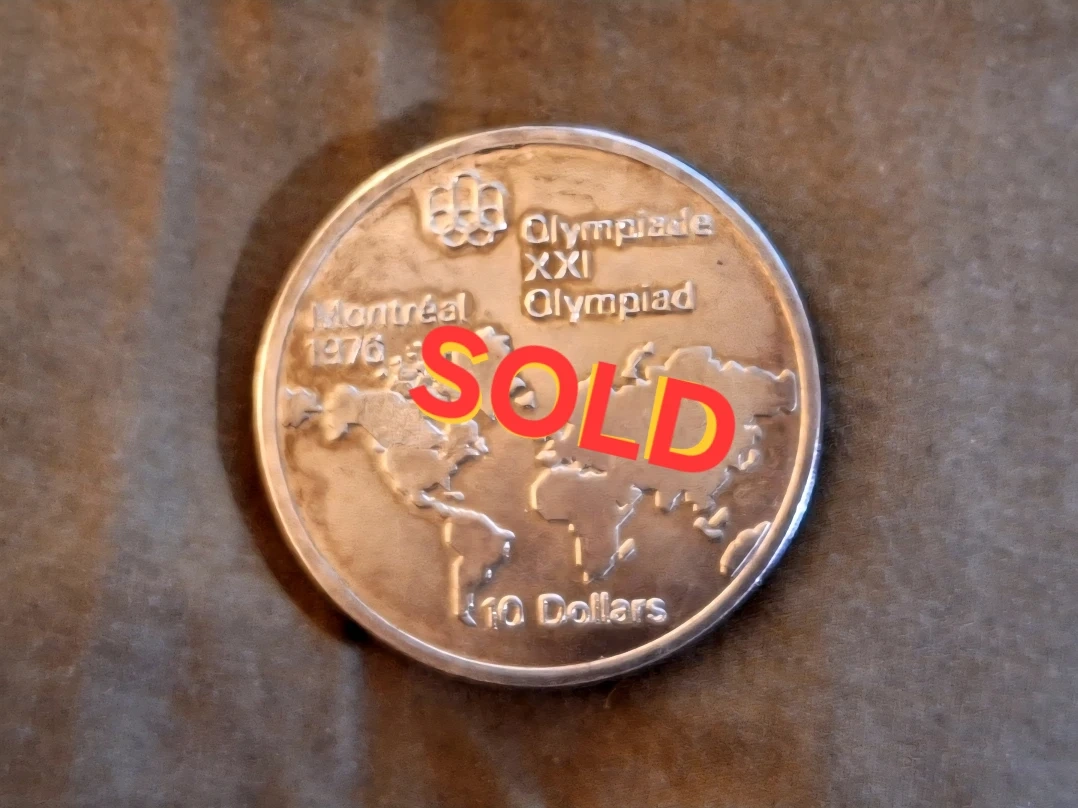 Olympiade
XXI
Olympiad
Montréal
1976
SOLD
10 Dollars